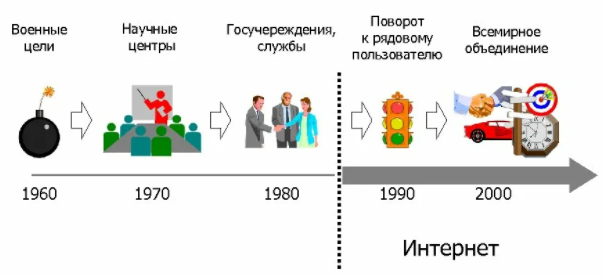 Военные
цели
Научные
центры
Госучереждения,
службы
Поворот
к рядовому
пользователю
Всемирное
объединение
1960
1970
1980
1990
2000
Интернет